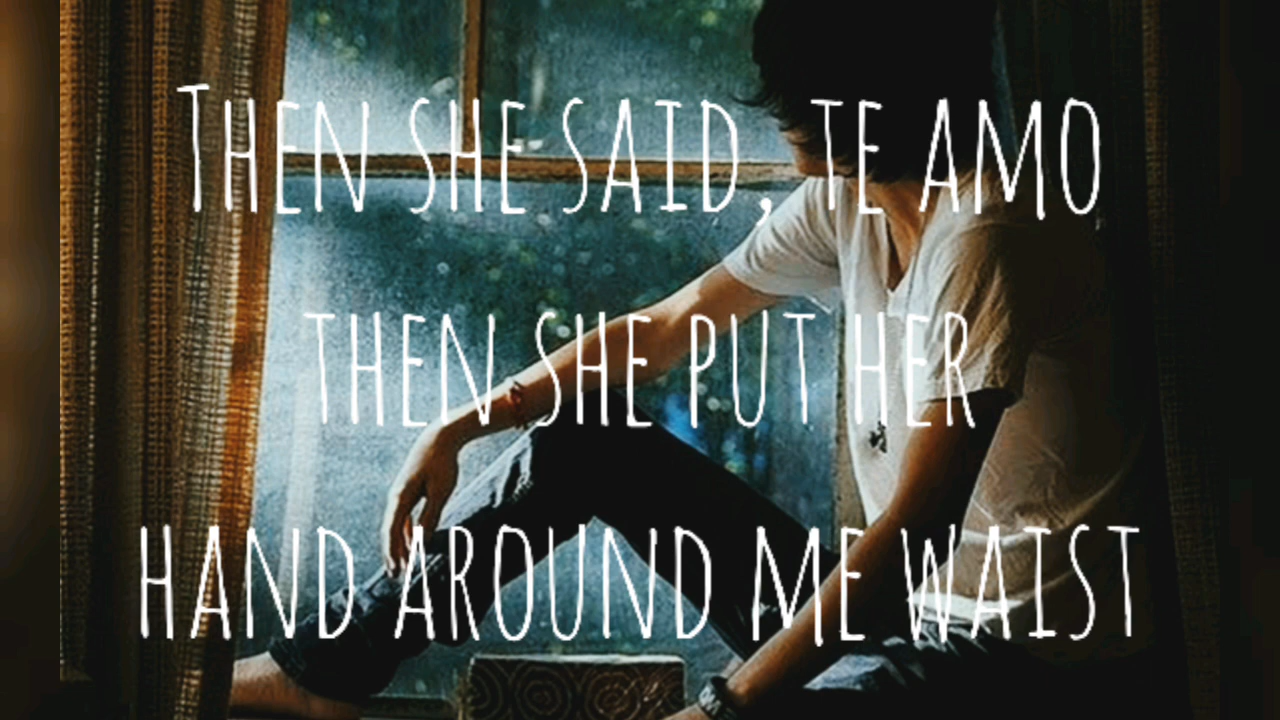 Then she said, te amo
then she put her
hand around me waist